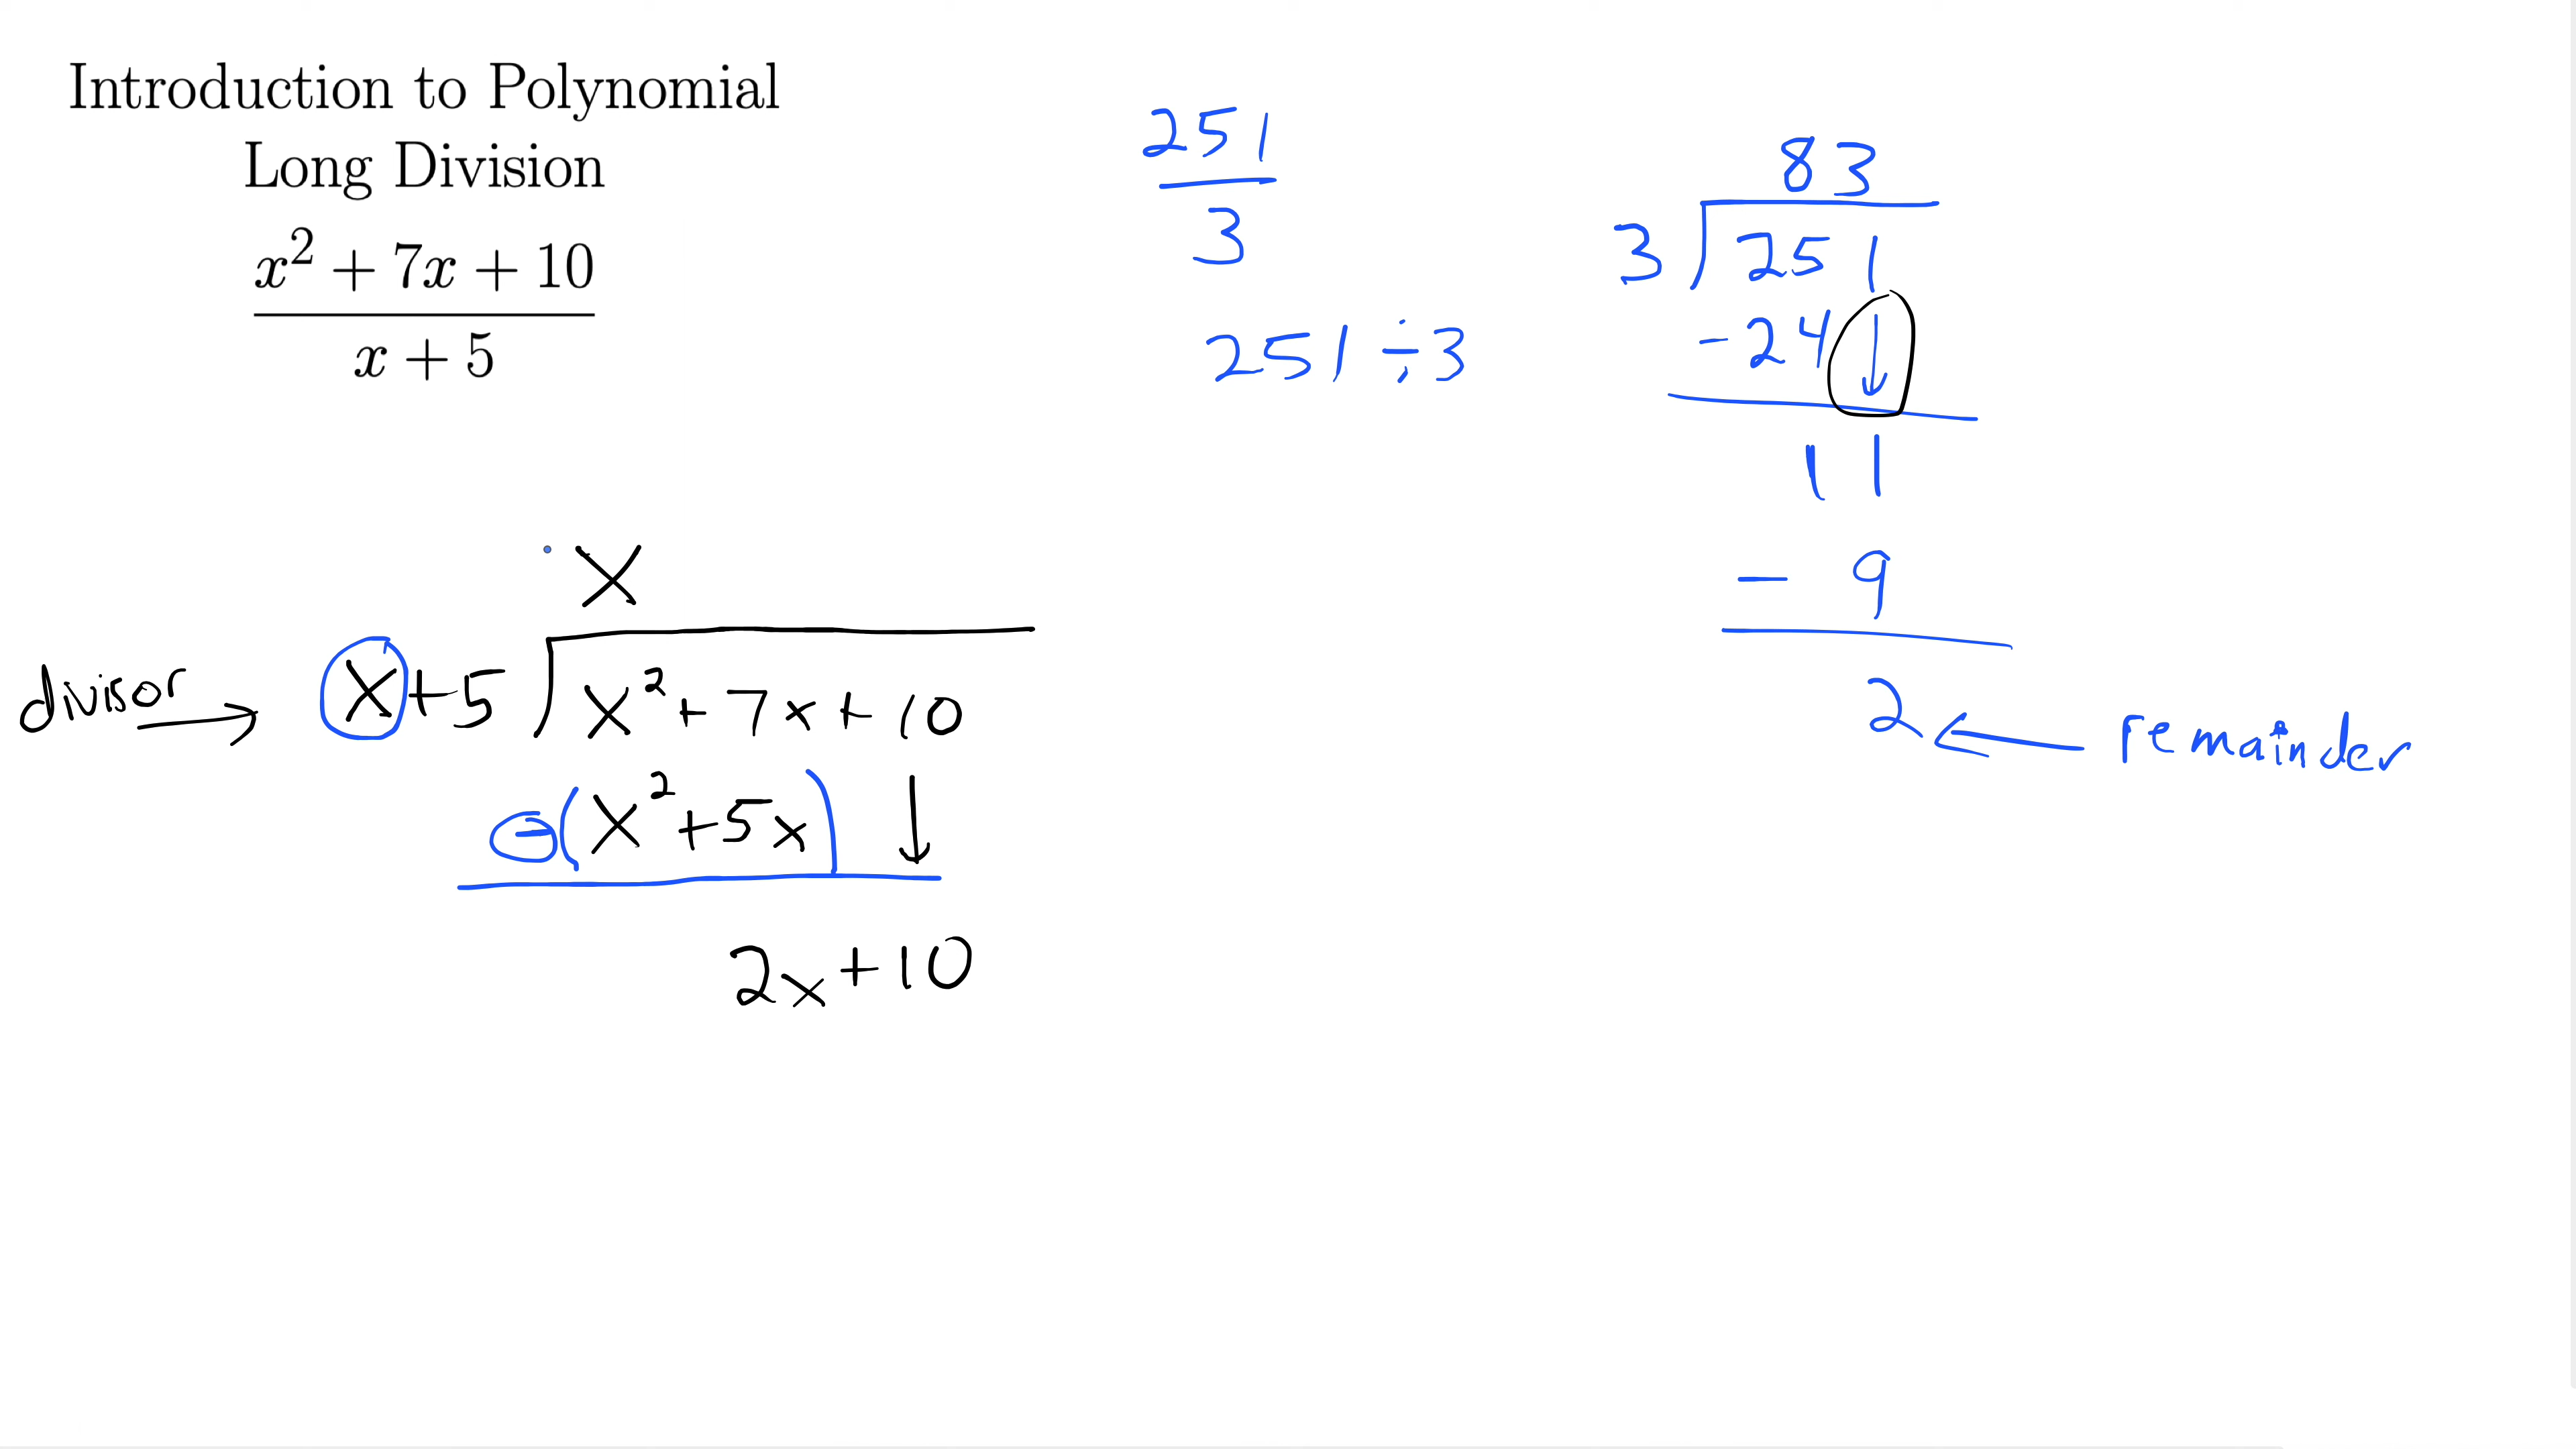 Introduction to Polynomial
Long Division
x² + 7x + 10
x + 5
251
3
251 ÷ 3
83
3 251
-24
11
- 9
2 ← remainder
x
divisor → x+5 x²+7x+10
-(x²+5x) ↓
2x+10